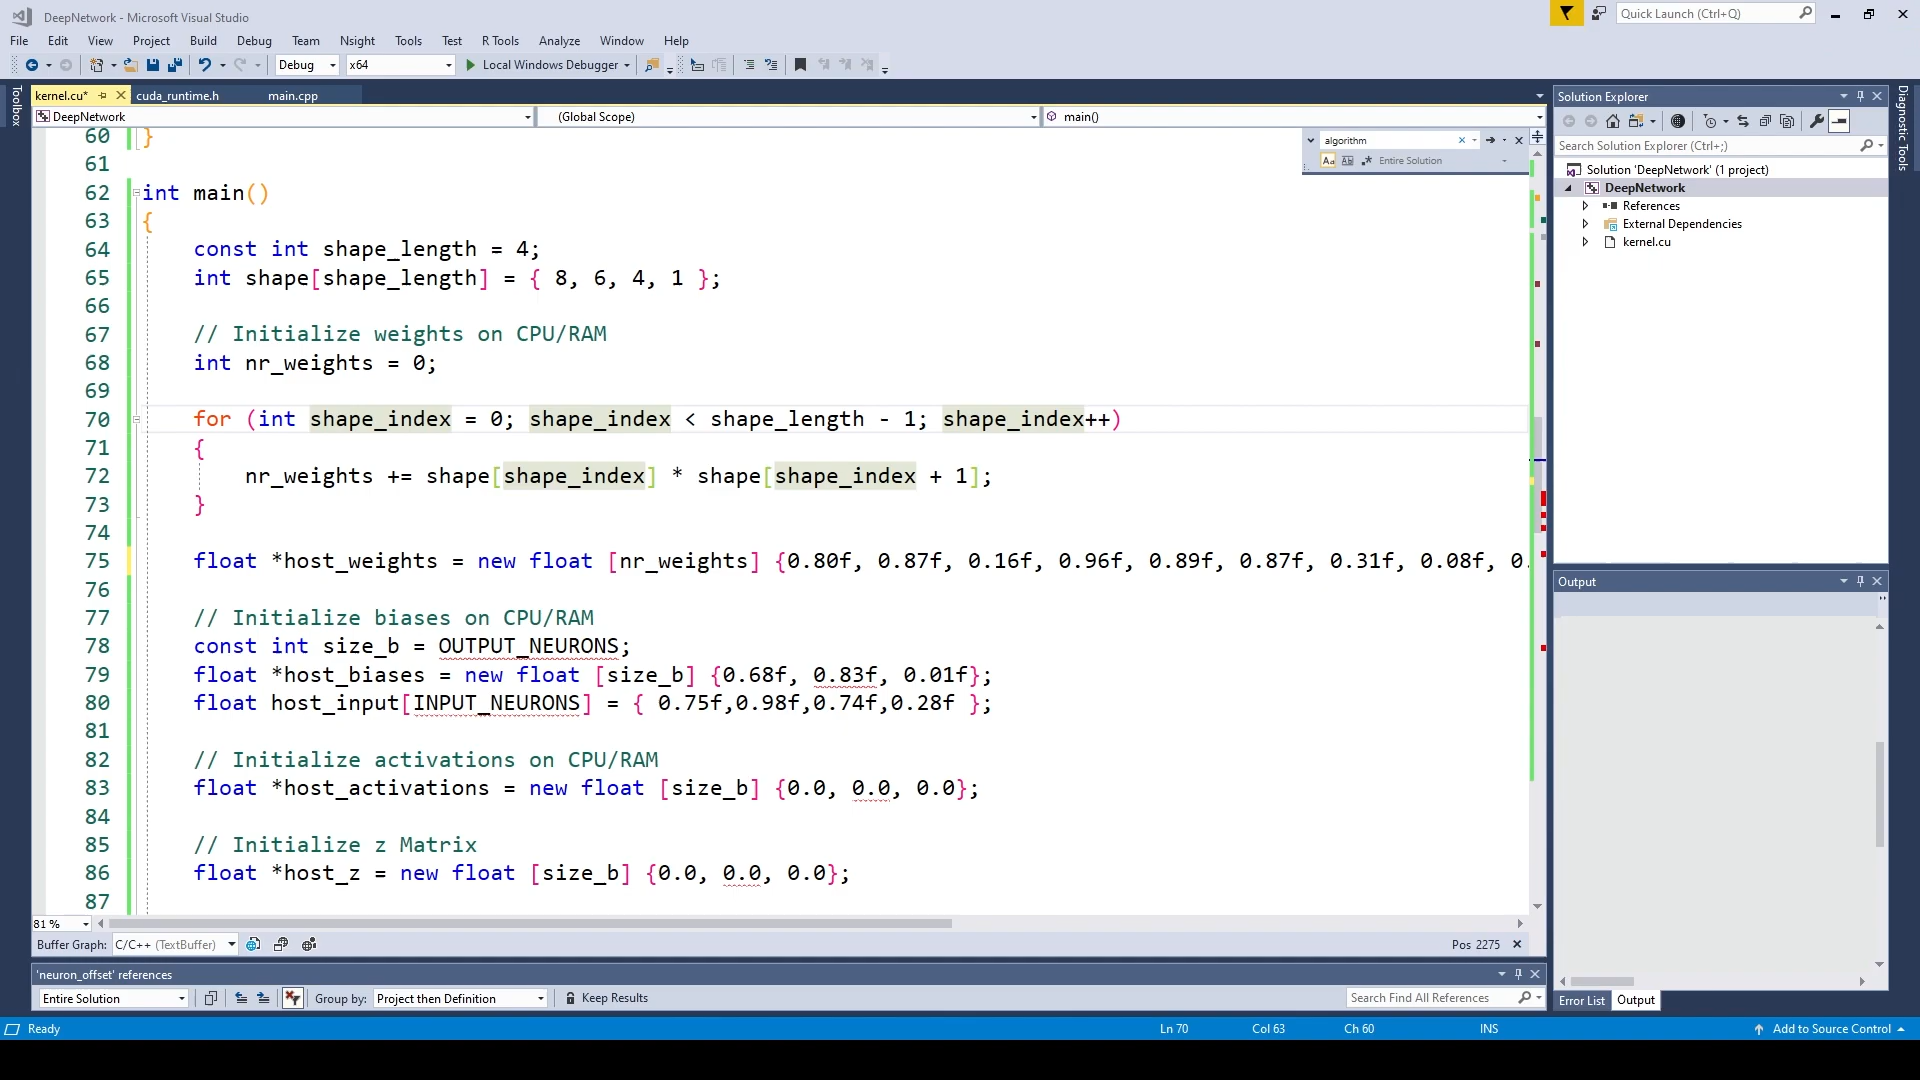 DeepNetwork - Microsoft Visual Studio
Quick Launch (Ctrl+Q)
File Edit View Project Build Debug Team Nsight Tools Test R Tools Analyze Window Help
Debug x64 Local Windows Debugger
Toolbox
kernel.cu* cuda_runtime.h main.cpp
DeepNetwork (Global Scope) main()
algorithm
Aa Entire Solution
60 }
61
62 int main()
63 {
64 const int shape_length = 4;
65 int shape[shape_length] = { 8, 6, 4, 1 };
66
67 // Initialize weights on CPU/RAM
68 int nr_weights = 0;
69
70 for (int shape_index = 0; shape_index < shape_length - 1; shape_index++)
71 {
72 nr_weights += shape[shape_index] * shape[shape_index + 1];
73 }
74
75 float *host_weights = new float [nr_weights] {0.80f, 0.87f, 0.16f, 0.96f, 0.89f, 0.87f, 0.31f, 0.08f, 0.
76
77 // Initialize biases on CPU/RAM
78 const int size_b = OUTPUT_NEURONS;
79 float *host_biases = new float [size_b] {0.68f, 0.83f, 0.01f};
80 float host_input[INPUT_NEURONS] = { 0.75f,0.98f,0.74f,0.28f };
81
82 // Initialize activations on CPU/RAM
83 float *host_activations = new float [size_b] {0.0, 0.0, 0.0};
84
85 // Initialize z Matrix
86 float *host_z = new float [size_b] {0.0, 0.0, 0.0};
87
81 %
Buffer Graph: C/C++ (TextBuffer) Pos 2275
'neuron_offset' references
Entire Solution Group by: Project then Definition Keep Results Search Find All References
Solution Explorer
Search Solution Explorer (Ctrl+;)
Solution 'DeepNetwork' (1 project)
DeepNetwork
References
External Dependencies
kernel.cu
Output
Error List Output
Diagnostic Tools
Ready Ln 70 Col 63 Ch 60 INS Add to Source Control